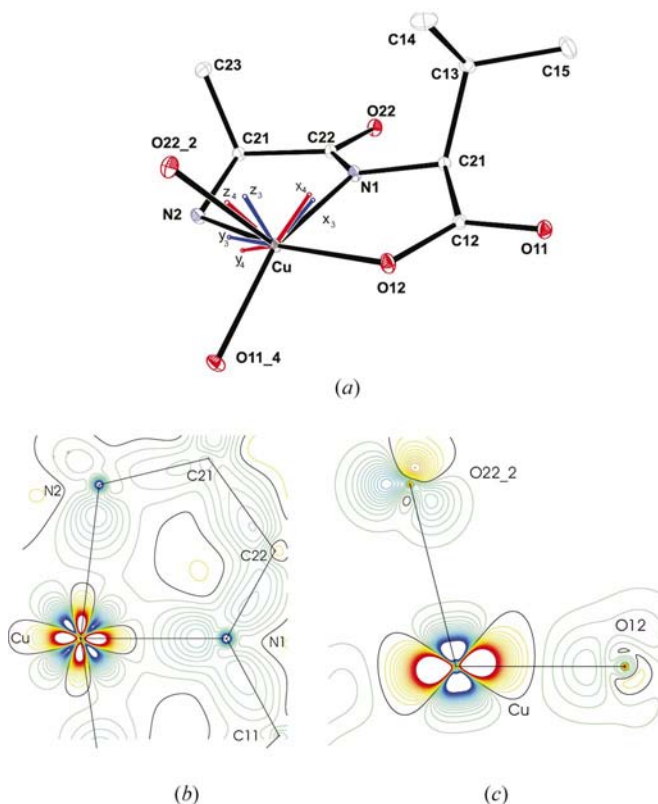 C14
C23
C13
C15
O22
C21
C22
O22_2
C21
z4 z3 x4
N1
x3
N2
C12
y3
O11
Cu
y4
O12
O11_4
(a)
N2
C21
O22_2
C22
O12
Cu
N1
Cu
C11
(b) (c)